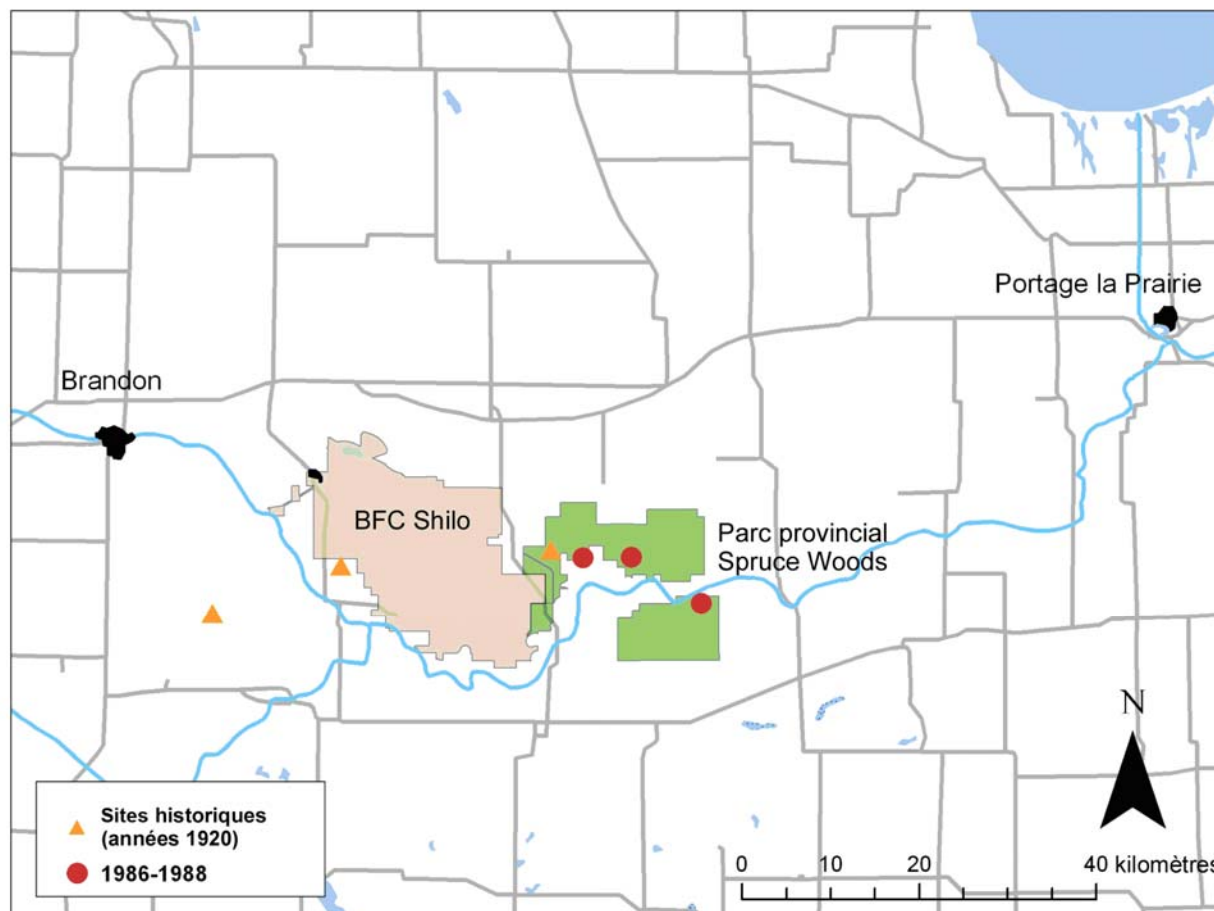 Portage la Prairie
Brandon
BFC Shilo
Parc provincial
Spruce Woods
N
Sites historiques
(années 1920)
1986-1988
0 10 20 40 kilomètres